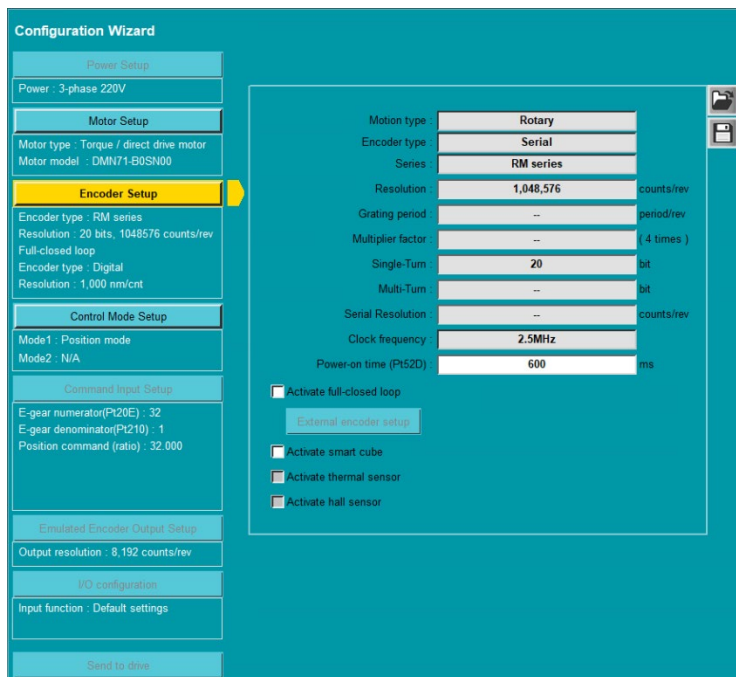 Configuration Wizard
Power Setup
Power : 3-phase 220V
Motor Setup
Motor type : Torque / direct drive motor
Motor model : DMN71-B0SN00
Encoder Setup
Encoder type : RM series
Resolution : 20 bits, 1048576 counts/rev
Full-closed loop
Encoder type : Digital
Resolution : 1,000 nm/cnt
Control Mode Setup
Mode1 : Position mode
Mode2 : N/A
Command Input Setup
E-gear numerator(Pt20E) : 32
E-gear denominator(Pt210) : 1
Position command (ratio) : 32.000
Emulated Encoder Output Setup
Output resolution : 8,192 counts/rev
I/O configuration
Input function : Default settings
Send to drive
Motion type : Rotary
Encoder type : Serial
Series : RM series
Resolution : 1,048,576 counts/rev
Grating period : -- period/rev
Multiplier factor : -- ( 4 times )
Single-Turn : 20 bit
Multi-Turn : -- bit
Serial Resolution : -- counts/rev
Clock frequency : 2.5MHz
Power-on time (Pt52D) : 600 ms
Activate full-closed loop
External encoder setup
Activate smart cube
Activate thermal sensor
Activate hall sensor